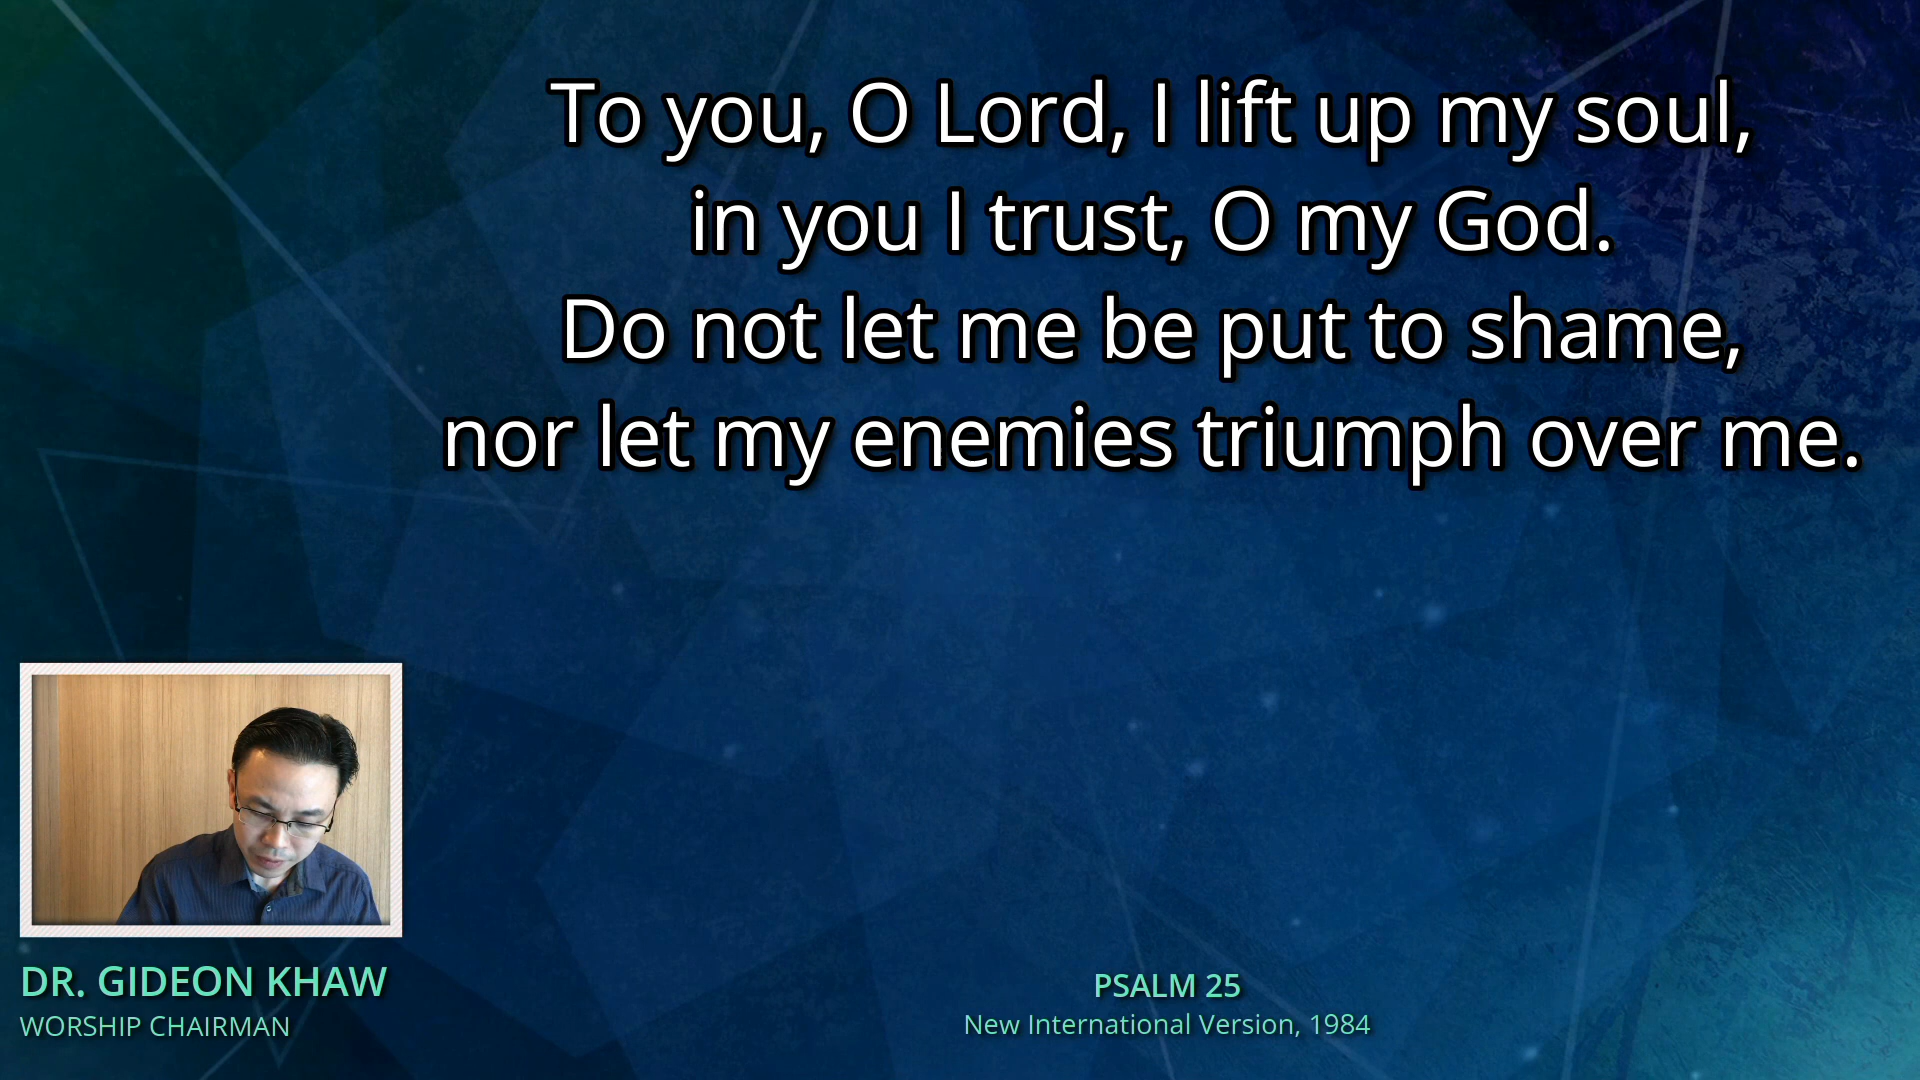 To you, O Lord, I lift up my soul,
in you I trust, O my God.
Do not let me be put to shame,
nor let my enemies triumph over me.
DR. GIDEON KHAW
WORSHIP CHAIRMAN
PSALM 25
New International Version, 1984